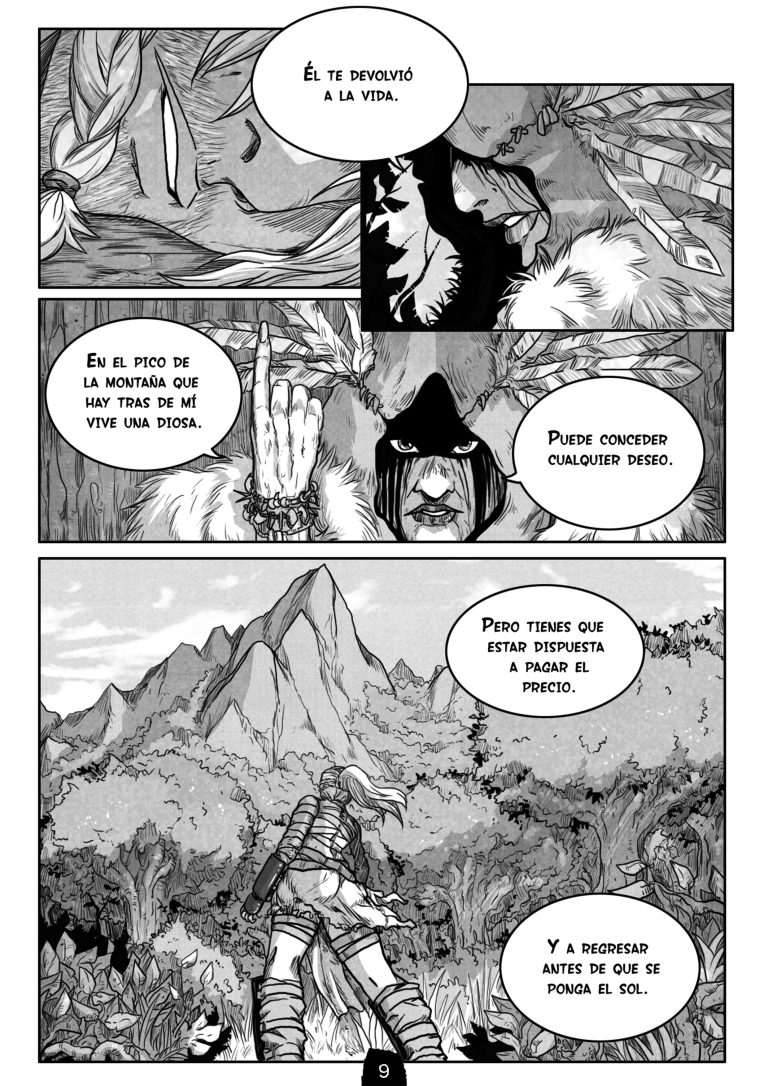 Él te devolvió
a la vida.
En el pico de
la montaña que
hay tras de mí
vive una diosa.
Puede conceder
cualquier deseo.
Pero tienes que
estar dispuesta
a pagar el
precio.
Y a regresar
antes de que se
ponga el sol.
9